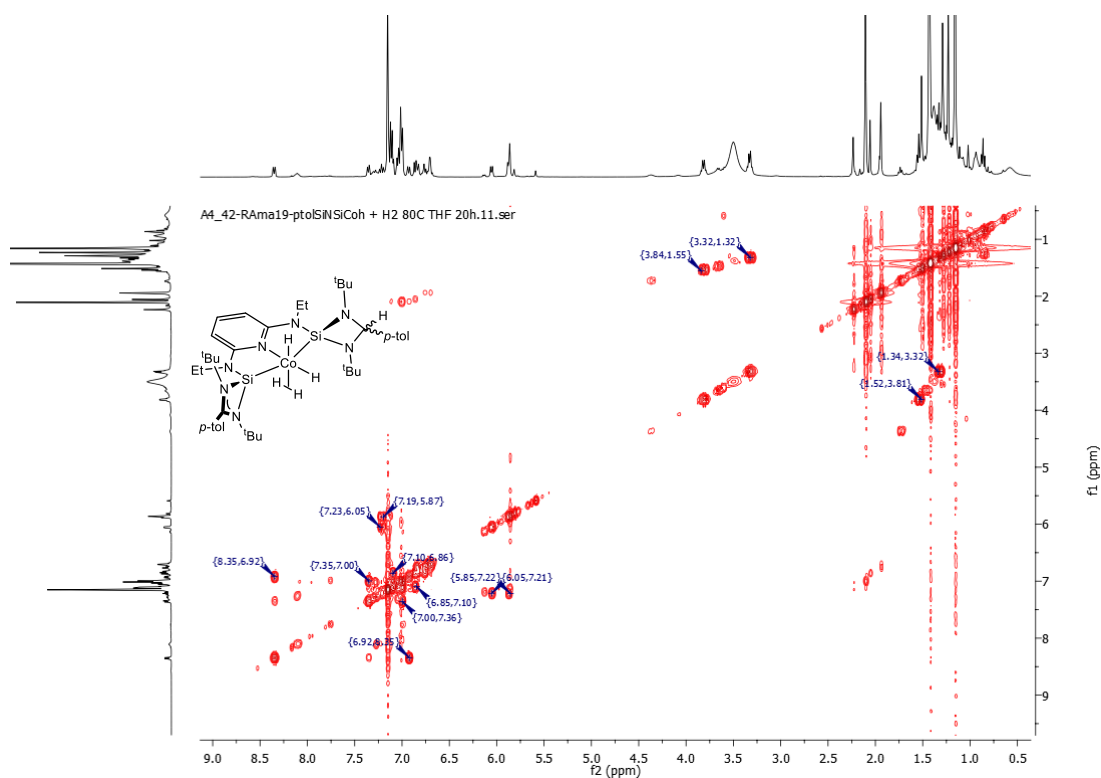 A4_42-RAma19-ptolSiNSiCoh + H2 80C THF 20h.11.ser
{3.84,1.55}
{3.32,1.32}
{1.34,3.32}
{1.52,3.81}
{7.19,5.87}
{7.23,6.05}
{8.35,6.92}
{7.35,7.00}
{7.10,6.86}
{5.85,7.22}
{6.05,7.21}
{6.85,7.10}
{7.00,7.36}
{6.92,8.35}
tBu
Et
N
N
H
N
Si
p-tol
H
N
tBu
N
tBu
N
Co
H
Et
N
Si
H
H
N
N
p-tol
tBu
1
2
3
4
5
6
7
8
9
f1 (ppm)
9.0 8.5 8.0 7.5 7.0 6.5 6.0 5.5 5.0 4.5 4.0 3.5 3.0 2.5 2.0 1.5 1.0 0.5
f2 (ppm)